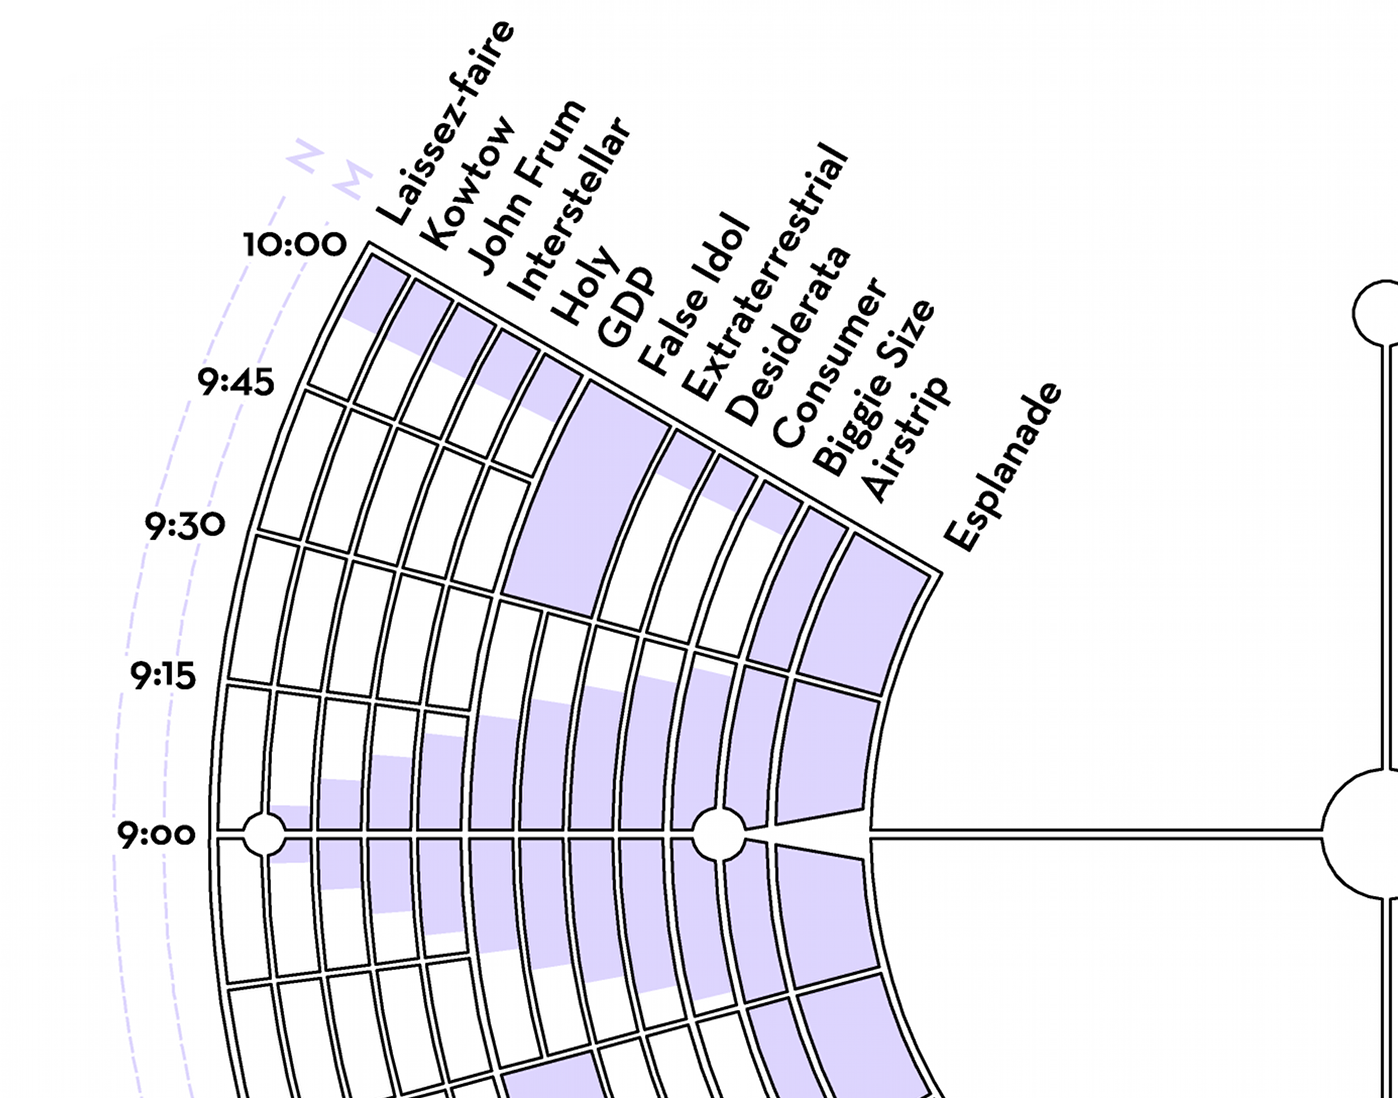 N
M
Laissez-faire
Kowtow
John Frum
Interstellar
Holy
GDP
False Idol
Extraterrestrial
Desiderata
Consumer
Biggie Size
Airstrip
Esplanade
10:00
9:45
9:30
9:15
9:00